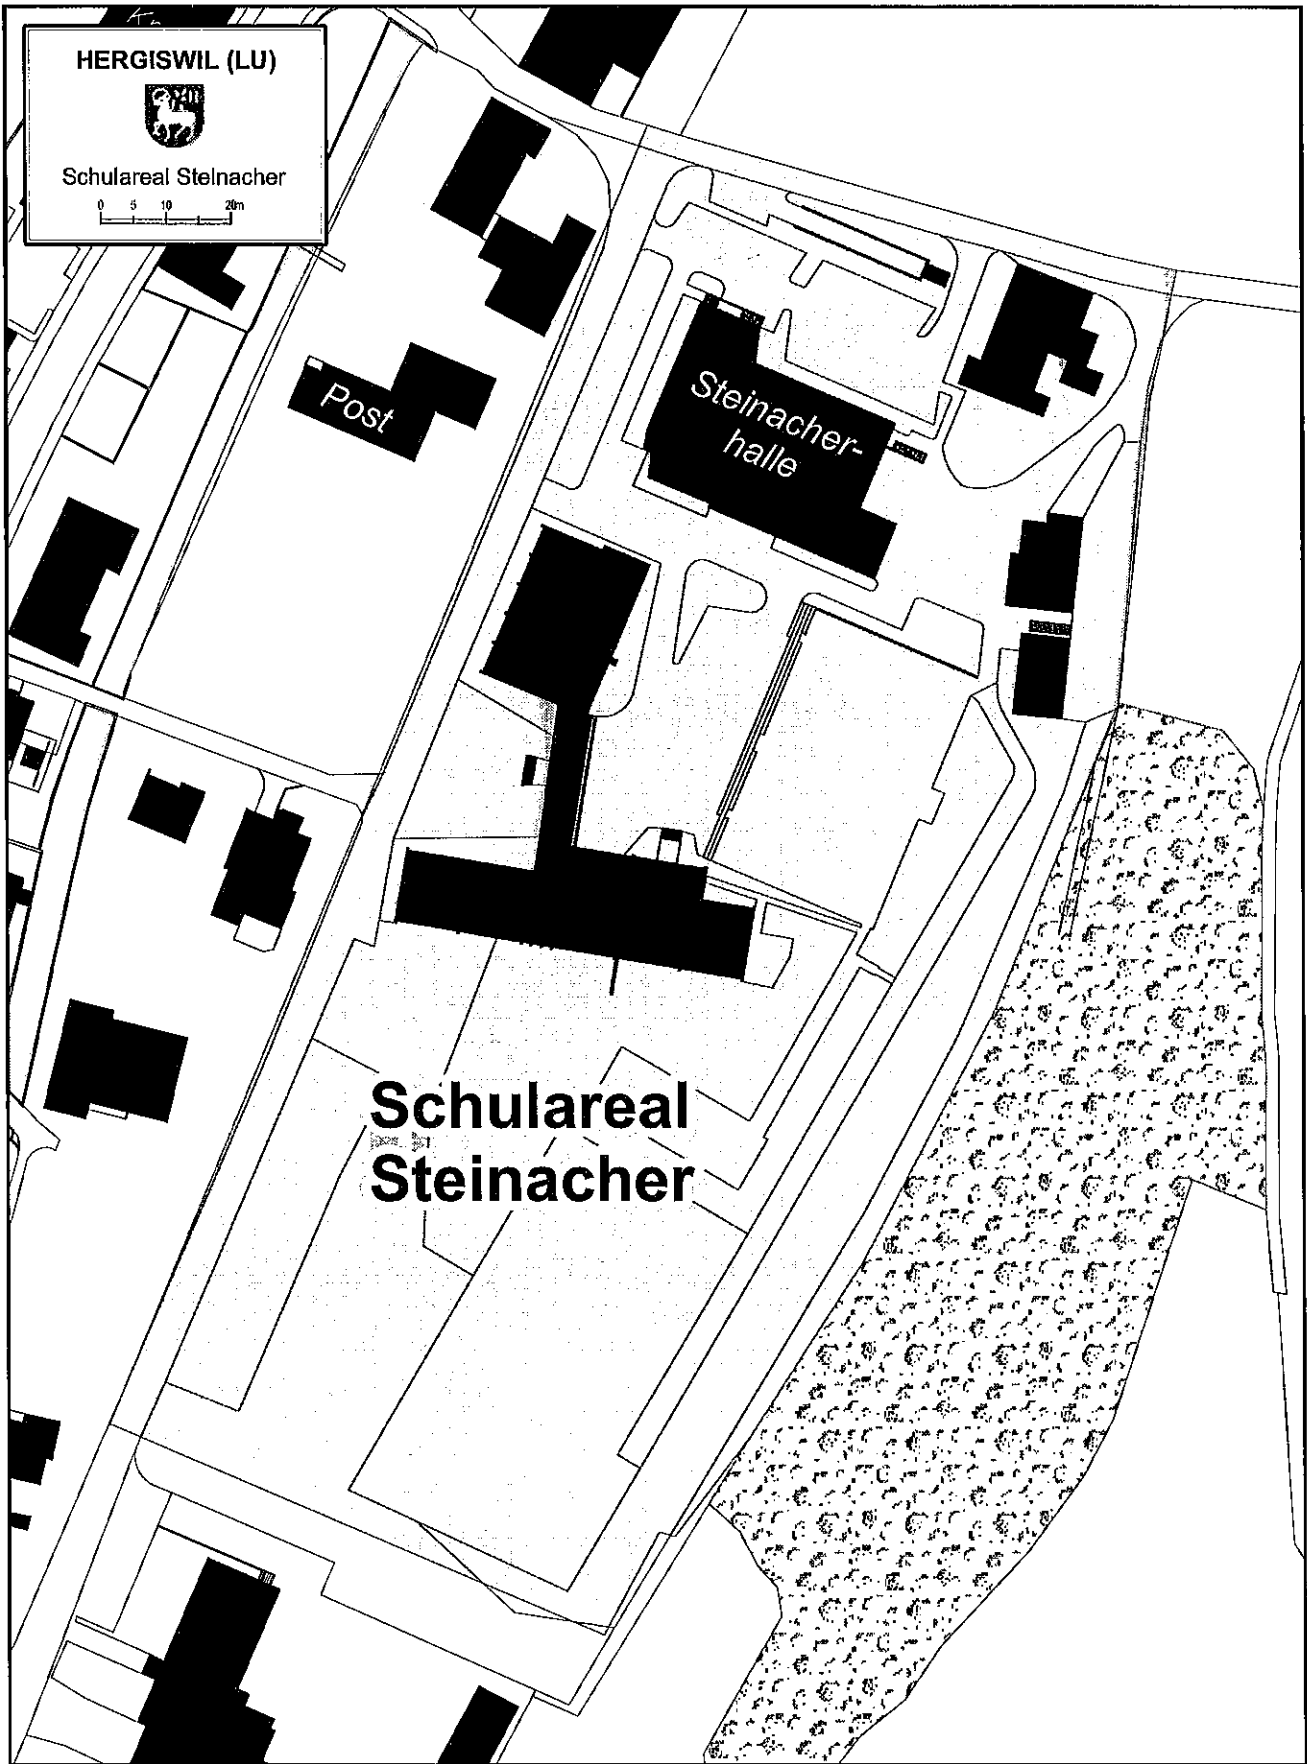 HERGISWIL (LU)
Schulareal Steinacher
0 5 10 20m
Post
Steinacher-
halle
Schulareal
Steinacher